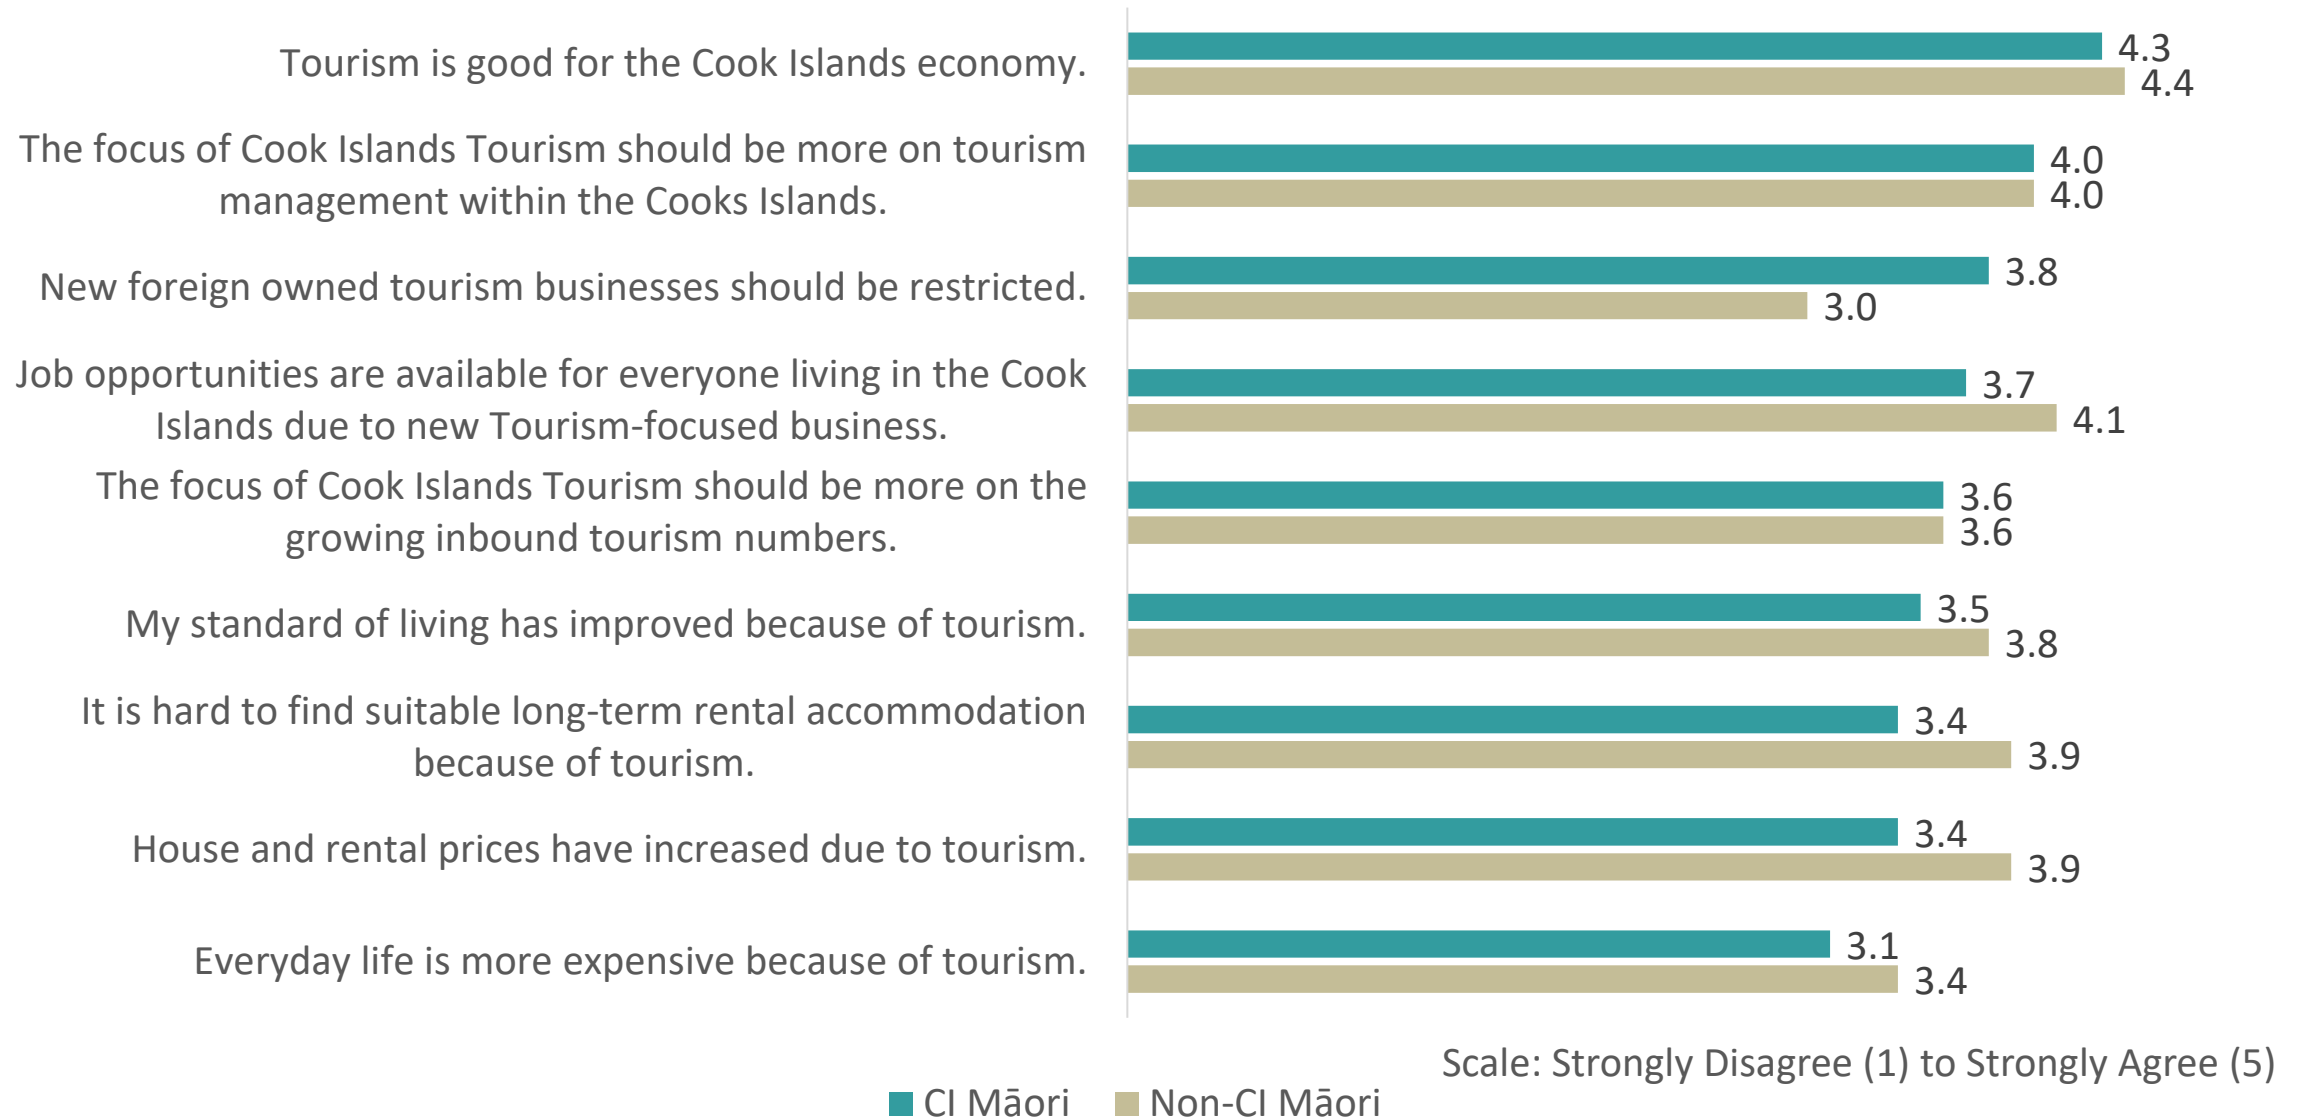 Tourism is good for the Cook Islands economy.
4.3
4.4
The focus of Cook Islands Tourism should be more on tourism
management within the Cooks Islands.
4.0
4.0
New foreign owned tourism businesses should be restricted.
3.8
3.0
Job opportunities are available for everyone living in the Cook
Islands due to new Tourism-focused business.
3.7
4.1
The focus of Cook Islands Tourism should be more on the
growing inbound tourism numbers.
3.6
3.6
My standard of living has improved because of tourism.
3.5
3.8
It is hard to find suitable long-term rental accommodation
because of tourism.
3.4
3.9
House and rental prices have increased due to tourism.
3.4
3.9
Everyday life is more expensive because of tourism.
3.1
3.4
Scale: Strongly Disagree (1) to Strongly Agree (5)
CI Māori Non-CI Māori